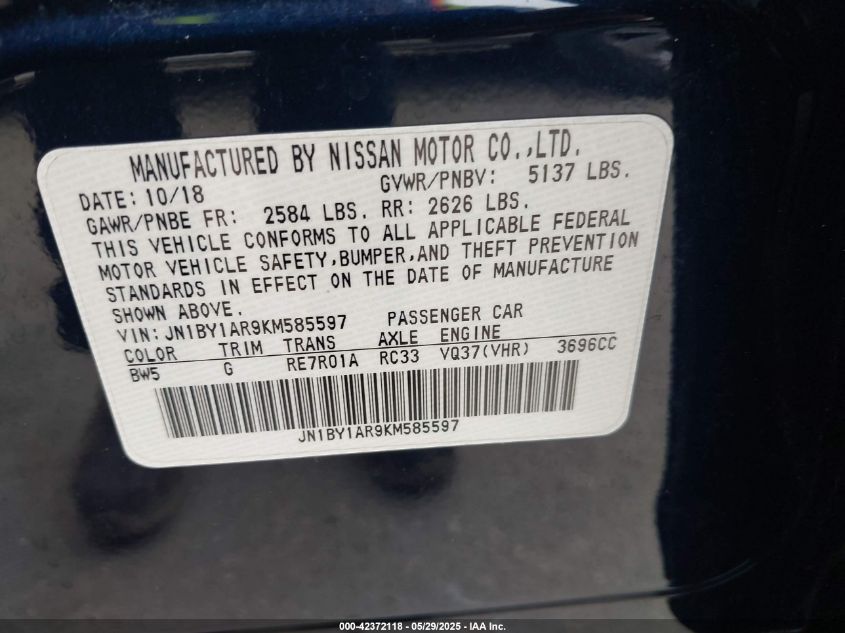 MANUFACTURED BY NISSAN MOTOR CO.,LTD.
DATE: 10/18 GVWR/PNBV: 5137 LBS.
GAWR/PNBE FR: 2584 LBS. RR: 2626 LBS.
THIS VEHICLE CONFORMS TO ALL APPLICABLE FEDERAL
MOTOR VEHICLE SAFETY,BUMPER,AND THEFT PREVENTION
STANDARDS IN EFFECT ON THE DATE OF MANUFACTURE
SHOWN ABOVE.
VIN: JN1BY1AR9KM585597 PASSENGER CAR
COLOR TRIM TRANS AXLE ENGINE
BW5 G RE7R01A RC33 VQ37(VHR) 3696CC
JN1BY1AR9KM585597
000-42372118 - 05/29/2025 - IAA Inc.